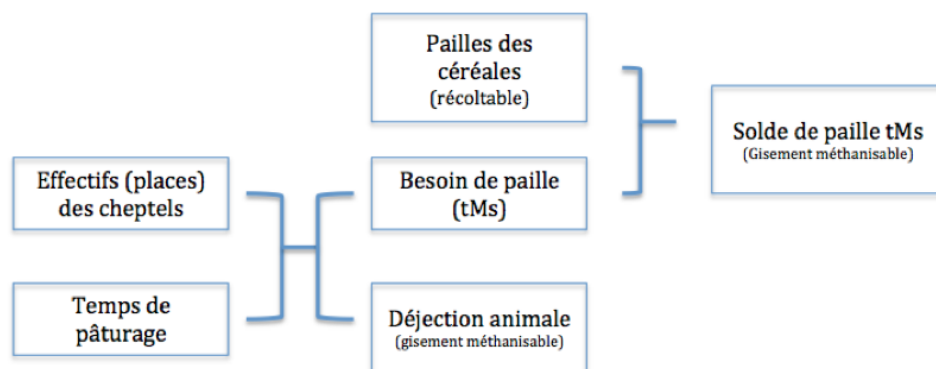 Pailles des
céréales
(récoltable)
Solde de paille tMs
(Gisement méthanisable)
Effectifs (places)
des cheptels
Besoin de paille
(tMs)
Temps de
pâturage
Déjection animale
(gisement méthanisable)